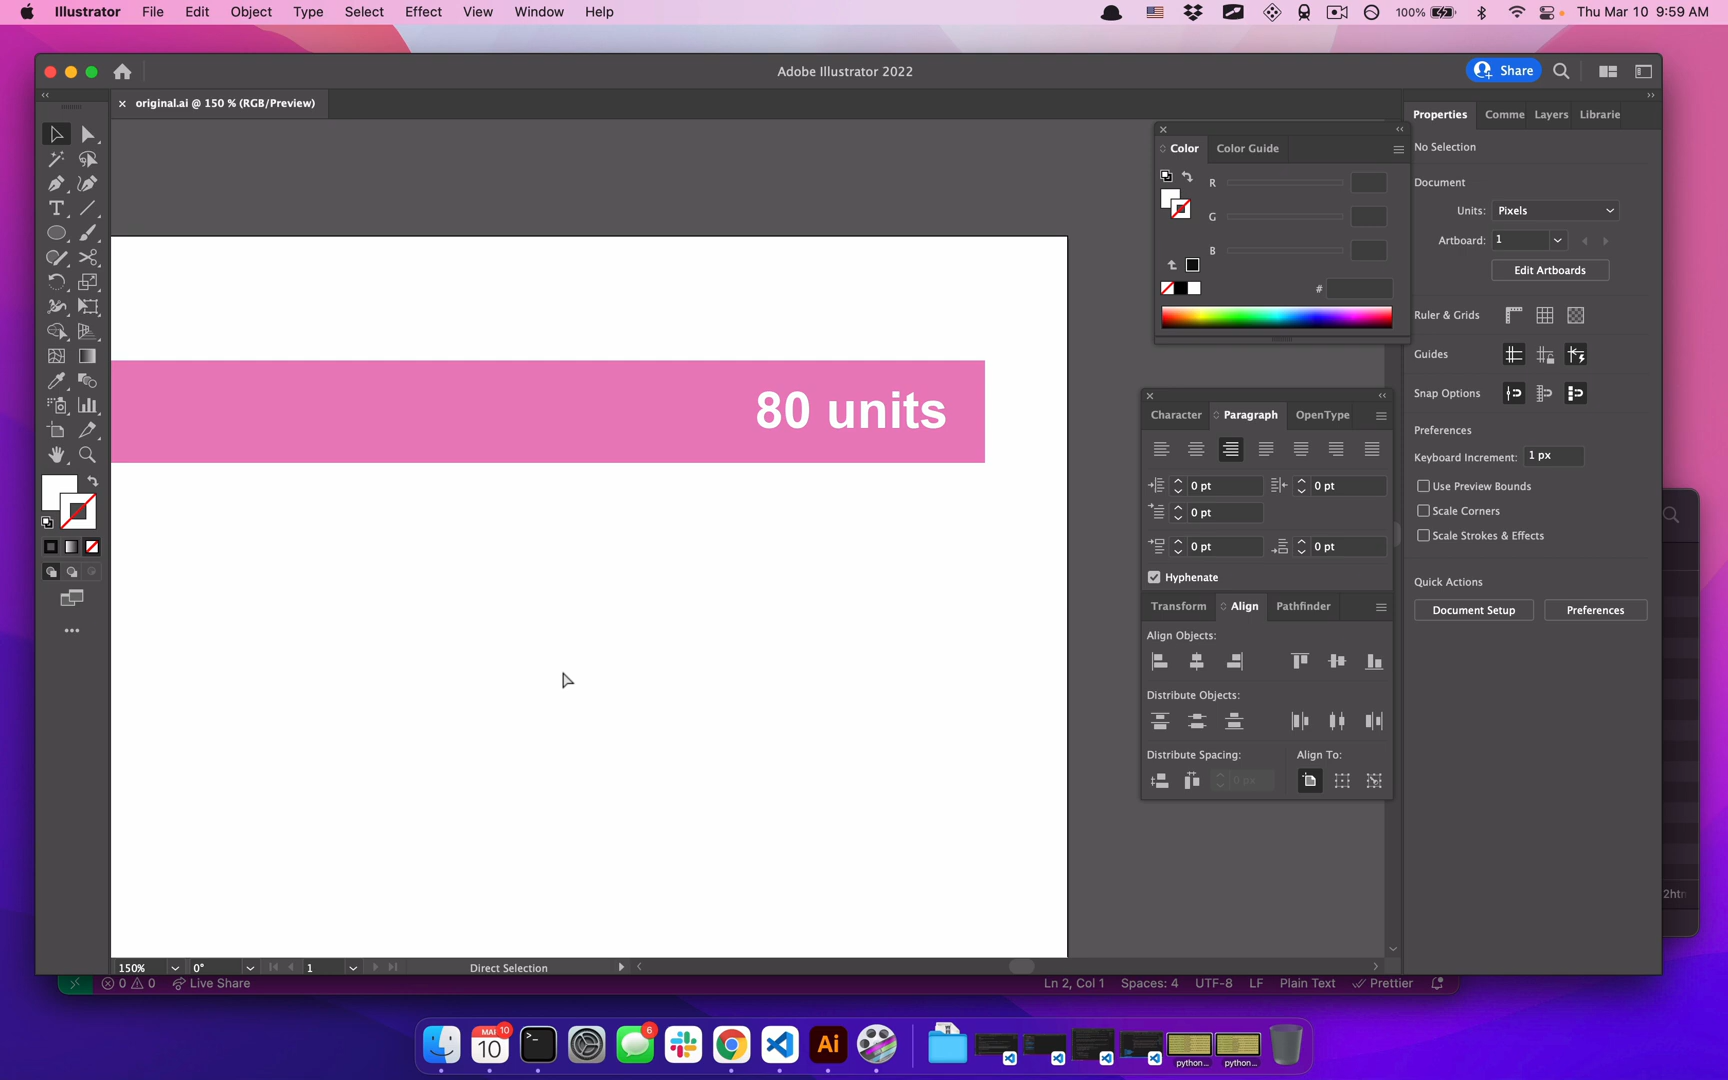 Illustrator File Edit Object Type Select Effect View Window Help 100% Thu Mar 10 9:59 AM
Adobe Illustrator 2022
Share
× original.ai @ 150 % (RGB/Preview)
Properties Comme Layers Librarie
No Selection
Document
Units: Pixels
Artboard: 1
Edit Artboards
Ruler & Grids
Guides
Snap Options
Preferences
Keyboard Increment: 1 px
Use Preview Bounds
Scale Corners
Scale Strokes & Effects
Quick Actions
Document Setup Preferences
Color Color Guide
R
G
B
#
80 units
Character Paragraph OpenType
0 pt 0 pt
0 pt
0 pt 0 pt
Hyphenate
Transform Align Pathfinder
Align Objects:
Distribute Objects:
Distribute Spacing: Align To:
0 px
2htn
150% 0° 1 Direct Selection
0 0 Live Share Ln 2, Col 1 Spaces: 4 UTF-8 LF Plain Text Prettier
MAR 10
10
6
Ai
python... python...